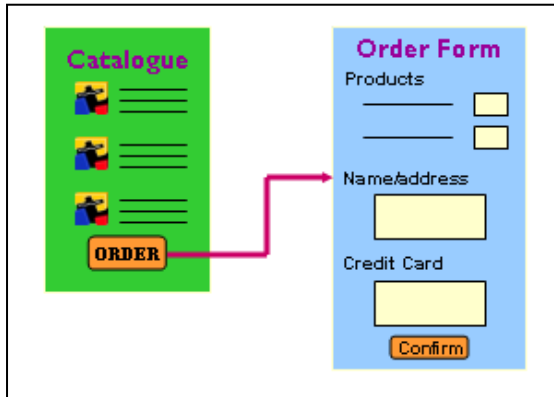 Catalogue
ORDER
Order Form
Products
Name/address
Credit Card
Confirm